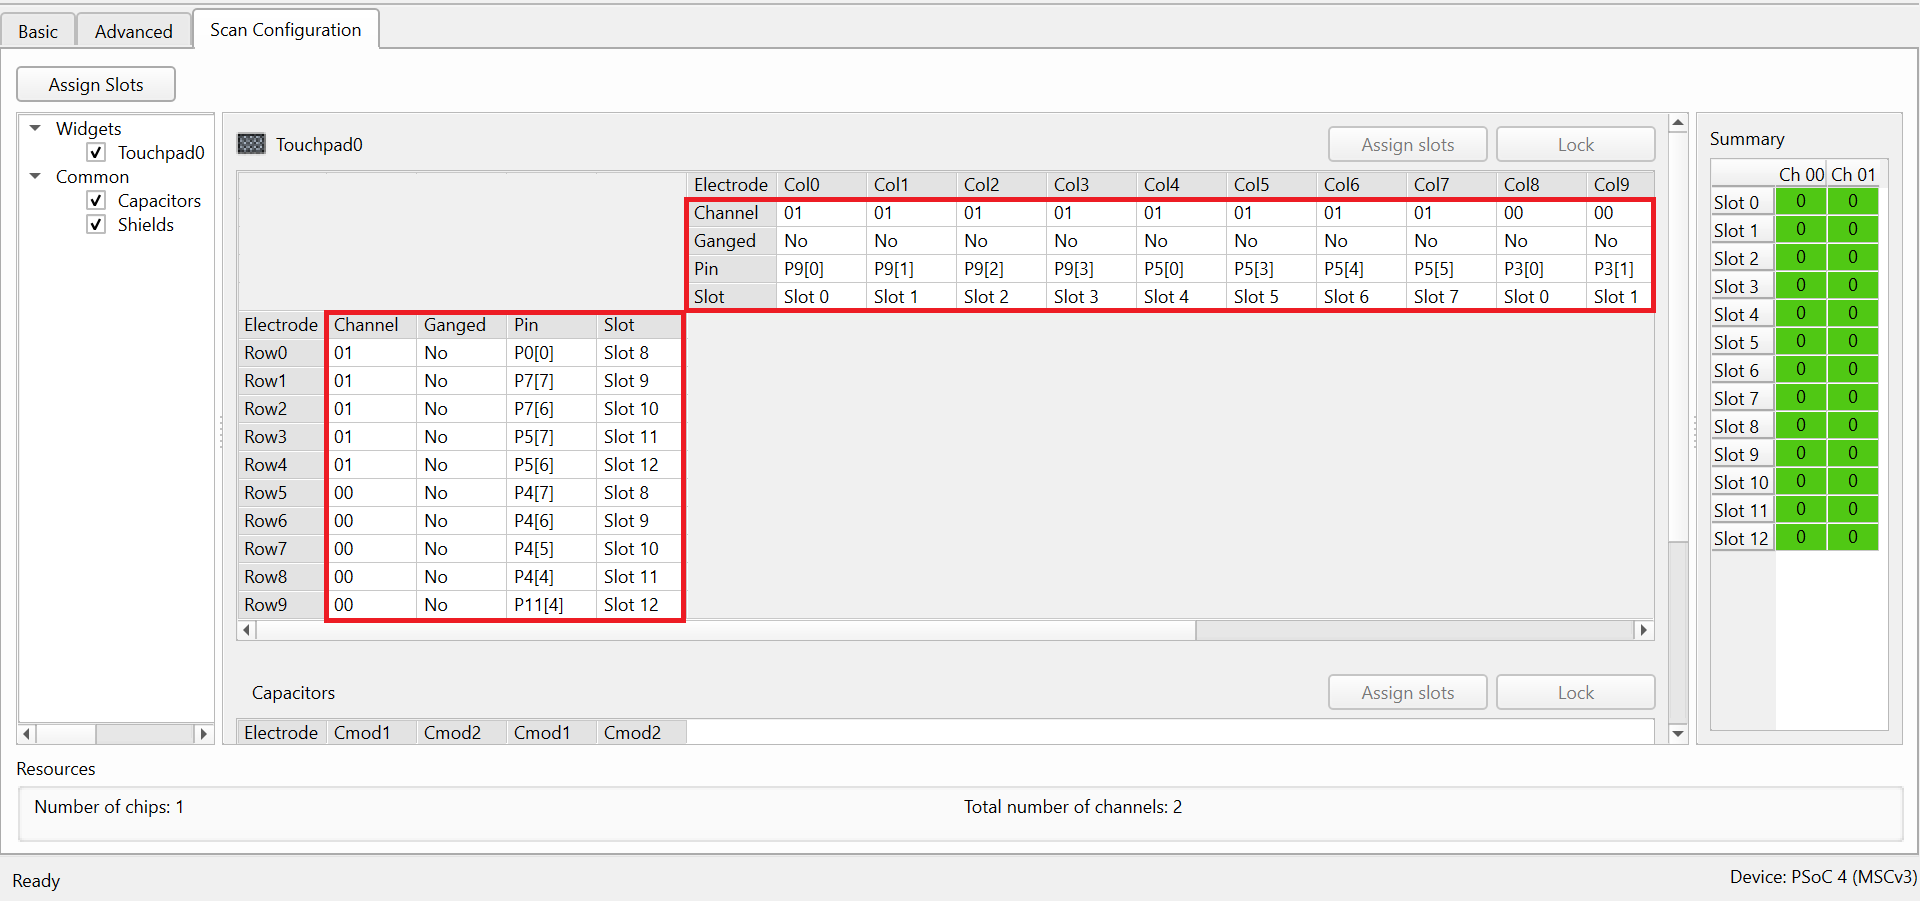 Basic Advanced Scan Configuration
Assign Slots
Widgets
Touchpad0
Common
Capacitors
Shields
Touchpad0 Assign slots Lock
Electrode Col0 Col1 Col2 Col3 Col4 Col5 Col6 Col7 Col8 Col9
Channel 01 01 01 01 01 01 01 01 00 00
Ganged No No No No No No No No No No
Pin P9[0] P9[1] P9[2] P9[3] P5[0] P5[3] P5[4] P5[5] P3[0] P3[1]
Slot Slot 0 Slot 1 Slot 2 Slot 3 Slot 4 Slot 5 Slot 6 Slot 7 Slot 0 Slot 1
Electrode Channel Ganged Pin Slot
Row0 01 No P0[0] Slot 8
Row1 01 No P7[7] Slot 9
Row2 01 No P7[6] Slot 10
Row3 01 No P5[7] Slot 11
Row4 01 No P5[6] Slot 12
Row5 00 No P4[7] Slot 8
Row6 00 No P4[6] Slot 9
Row7 00 No P4[5] Slot 10
Row8 00 No P4[4] Slot 11
Row9 00 No P11[4] Slot 12
Capacitors Assign slots Lock
Electrode Cmod1 Cmod2 Cmod1 Cmod2
Summary
Ch 00 Ch 01
Slot 0 0 0
Slot 1 0 0
Slot 2 0 0
Slot 3 0 0
Slot 4 0 0
Slot 5 0 0
Slot 6 0 0
Slot 7 0 0
Slot 8 0 0
Slot 9 0 0
Slot 10 0 0
Slot 11 0 0
Slot 12 0 0
Resources
Number of chips: 1 Total number of channels: 2
Ready Device: PSoC 4 (MSCv3)